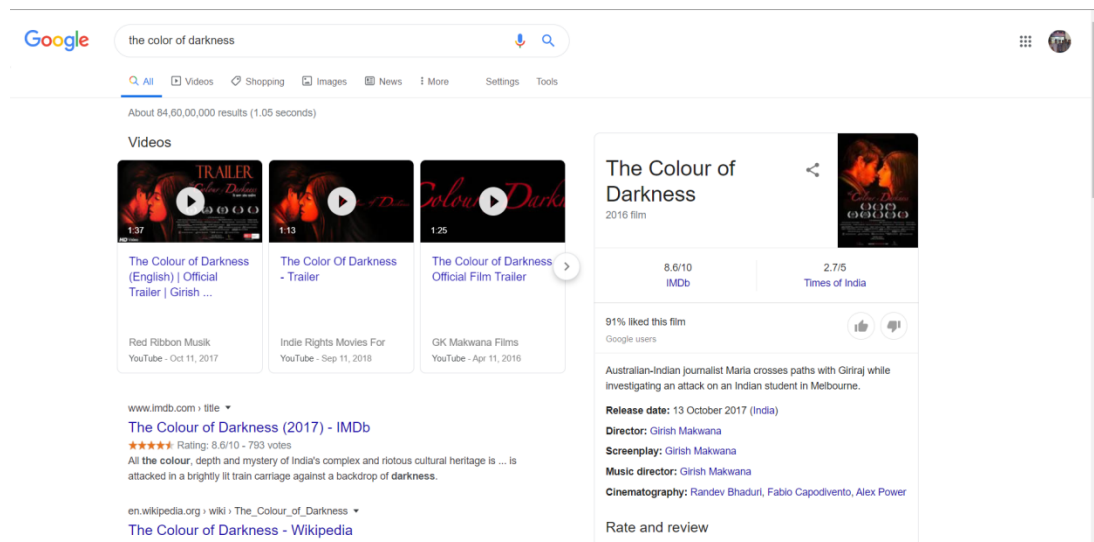 Google
the color of darkness
All
Videos
Shopping
Images
News
More
Settings
Tools
About 84,60,00,000 results (1.05 seconds)
Videos
TRAILER
Colour of Darkness
1:37
HD
The Colour of Darkness
(English) | Official
Trailer | Girish ...
Red Ribbon Musik
YouTube - Oct 11, 2017
1:13
The Color Of Darkness
- Trailer
Indie Rights Movies For
YouTube - Sep 11, 2018
1:25
The Colour of Darkness
Official Film Trailer
GK Makwana Films
YouTube - Apr 11, 2016
www.imdb.com › title
The Colour of Darkness (2017) - IMDb
Rating: 8.6/10 - 793 votes
All the colour, depth and mystery of India's complex and riotous cultural heritage is ... is
attacked in a brightly lit train carriage against a backdrop of darkness.
en.wikipedia.org › wiki › The_Colour_of_Darkness
The Colour of Darkness - Wikipedia
The Colour of
Darkness
2016 film
8.6/10
IMDb
2.7/5
Times of India
91% liked this film
Google users
Australian-Indian journalist Maria crosses paths with Giriraj while
investigating an attack on an Indian student in Melbourne.
Release date: 13 October 2017 (India)
Director: Girish Makwana
Screenplay: Girish Makwana
Music director: Girish Makwana
Cinematography: Randev Bhaduri, Fabio Capodivento, Alex Power
Rate and review